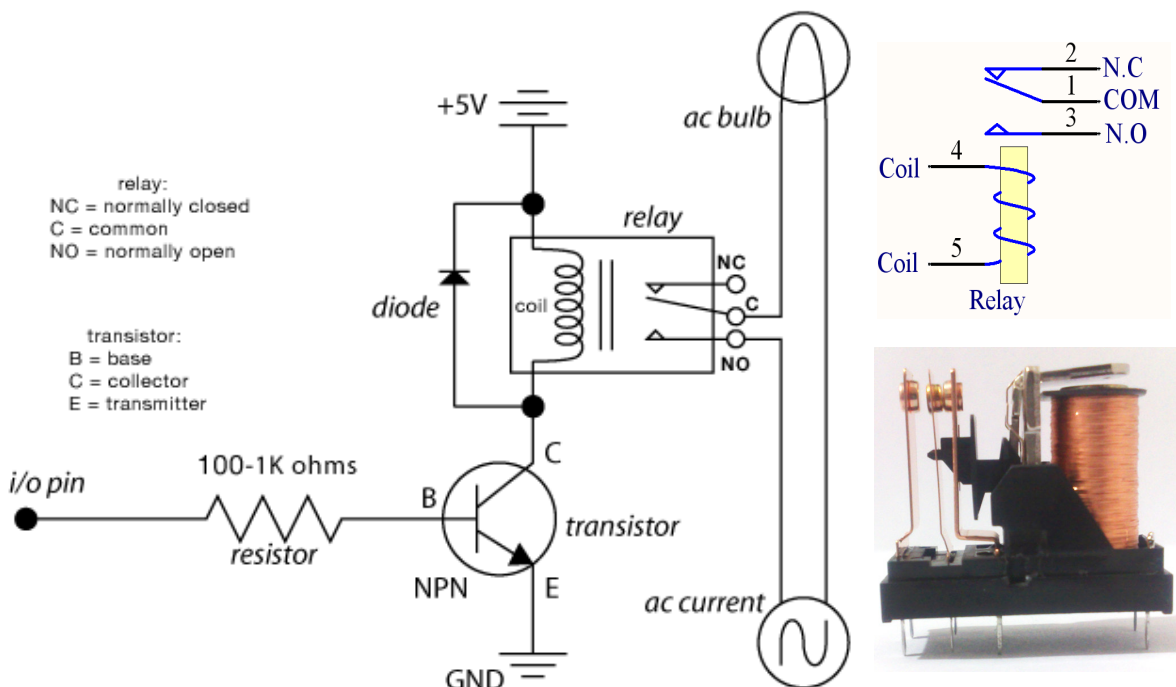 relay:
NC = normally closed
C = common
NO = normally open
transistor:
B = base
C = collector
E = transmitter
+5V
diode
coil
relay
NC
C
NO
ac bulb
ac current
i/o pin
100-1K ohms
resistor
B
C
E
transistor
NPN
GND
2
N.C
1
COM
3
N.O
Coil
4
Coil
5
Relay